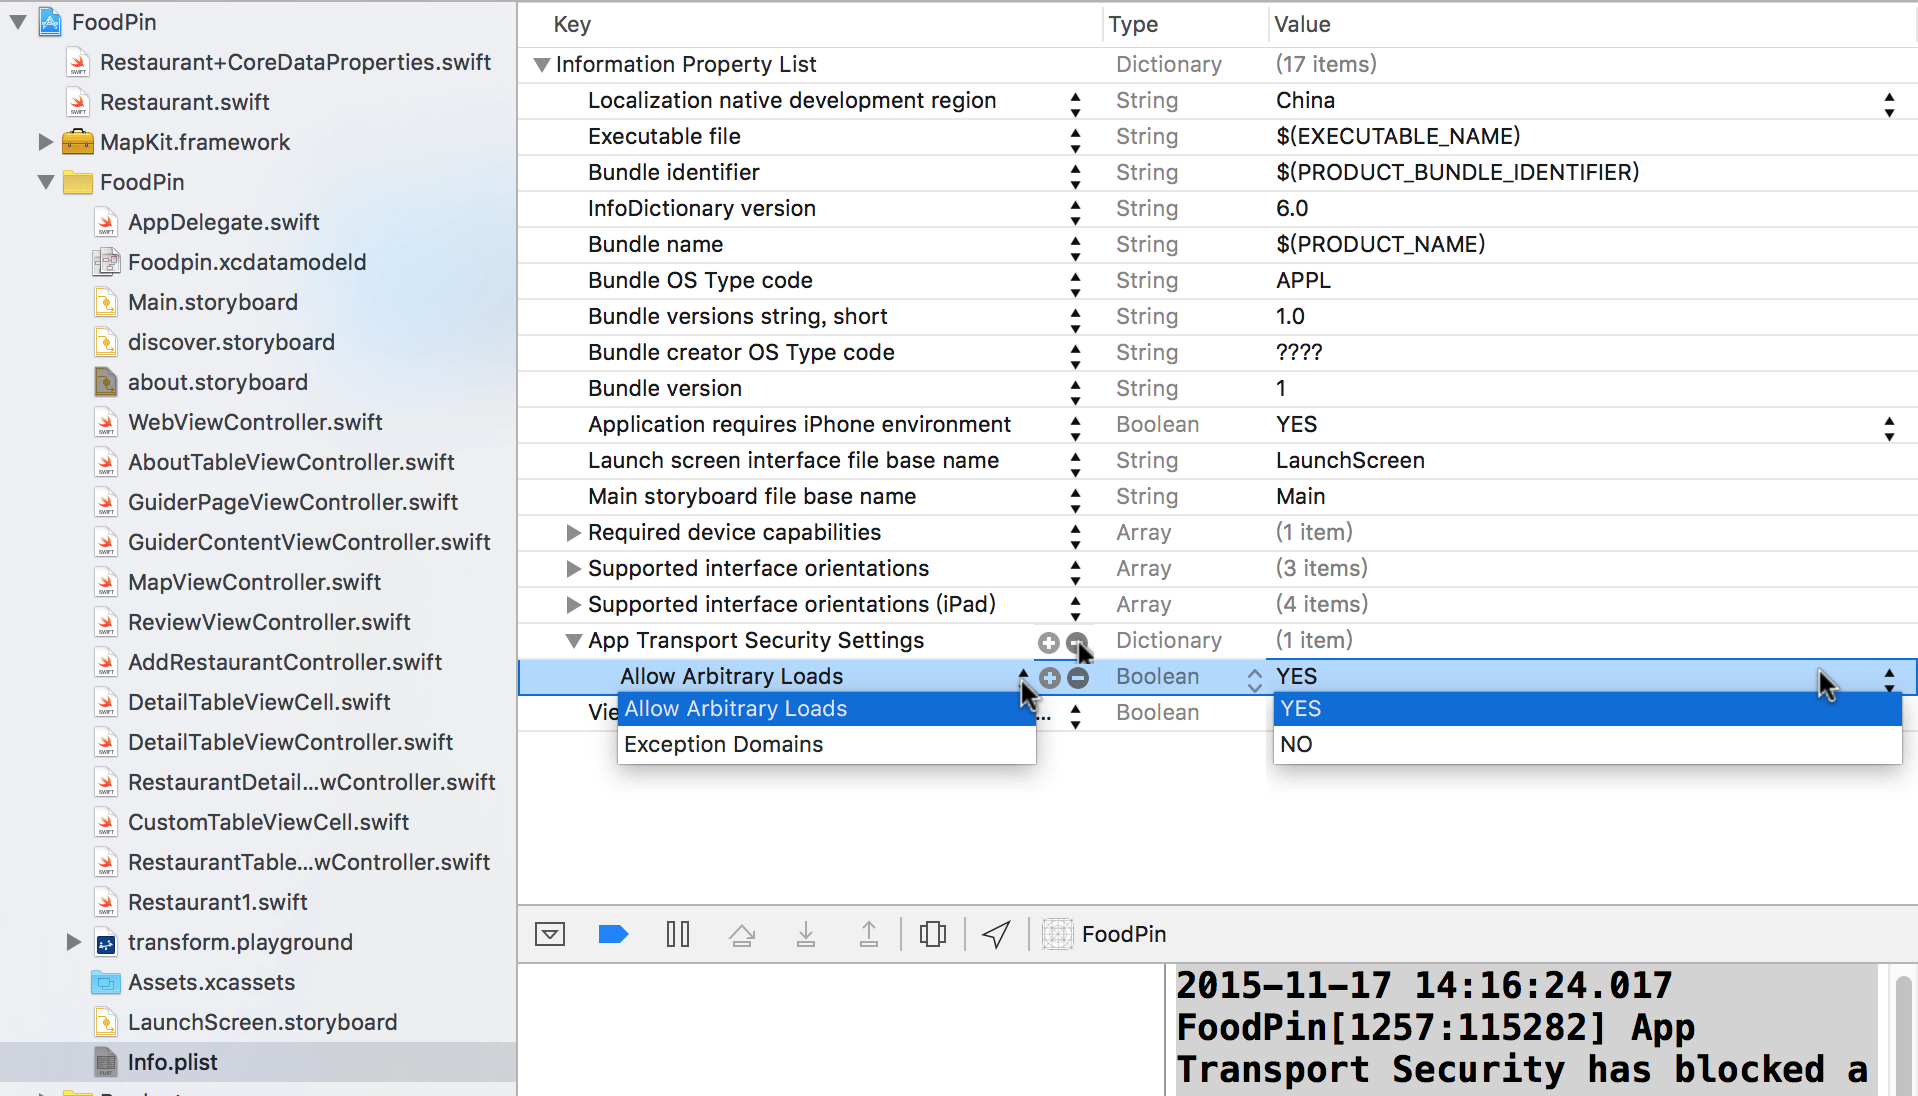 FoodPin
Restaurant+CoreDataProperties.swift
Restaurant.swift
MapKit.framework
FoodPin
AppDelegate.swift
Foodpin.xcdatamodeld
Main.storyboard
discover.storyboard
about.storyboard
WebViewController.swift
AboutTableViewController.swift
GuiderPageViewController.swift
GuiderContentViewController.swift
MapViewController.swift
ReviewViewController.swift
AddRestaurantController.swift
DetailTableViewCell.swift
DetailTableViewController.swift
RestaurantDetail...wController.swift
CustomTableViewCell.swift
RestaurantTable...wController.swift
Restaurant1.swift
transform.playground
Assets.xcassets
LaunchScreen.storyboard
Info.plist
Key Type Value
Information Property List Dictionary (17 items)
Localization native development region String China
Executable file String $(EXECUTABLE_NAME)
Bundle identifier String $(PRODUCT_BUNDLE_IDENTIFIER)
InfoDictionary version String 6.0
Bundle name String $(PRODUCT_NAME)
Bundle OS Type code String APPL
Bundle versions string, short String 1.0
Bundle creator OS Type code String ????
Bundle version String 1
Application requires iPhone environment Boolean YES
Launch screen interface file base name String LaunchScreen
Main storyboard file base name String Main
Required device capabilities Array (1 item)
Supported interface orientations Array (3 items)
Supported interface orientations (iPad) Array (4 items)
App Transport Security Settings Dictionary (1 item)
Allow Arbitrary Loads Boolean YES
Vie ... Boolean
Allow Arbitrary Loads
Exception Domains
YES
NO
FoodPin
2015-11-17 14:16:24.017
FoodPin[1257:115282] App
Transport Security has blocked a